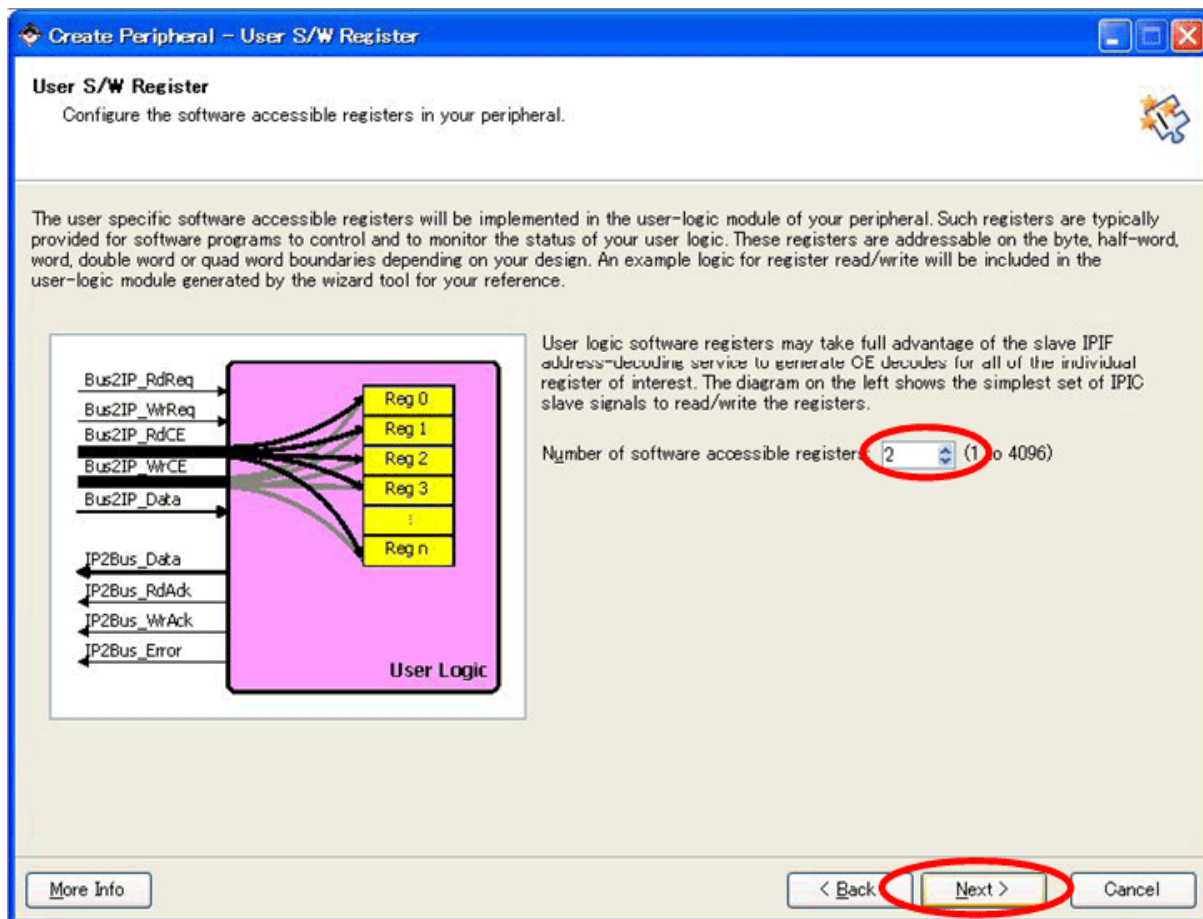 Create Peripheral - User S/W Register
User S/W Register
Configure the software accessible registers in your peripheral.
The user specific software accessible registers will be implemented in the user-logic module of your peripheral. Such registers are typically
provided for software programs to control and to monitor the status of your user logic. These registers are addressable on the byte, half-word,
word, double word or quad word boundaries depending on your design. An example logic for register read/write will be included in the
user-logic module generated by the wizard tool for your reference.
User logic software registers may take full advantage of the slave IPIF
address-decoding service to generate CE decodes for all of the individual
register of interest. The diagram on the left shows the simplest set of IPIC
slave signals to read/write the registers.
Number of software accessible registers: 2 (1 to 4096)
Bus2IP_RdReq
Bus2IP_WrReq
Bus2IP_RdCE
Bus2IP_WrCE
Bus2IP_Data
IP2Bus_Data
IP2Bus_RdAck
IP2Bus_WrAck
IP2Bus_Error
Reg 0
Reg 1
Reg 2
Reg 3
⋮
Reg n
User Logic
More Info
< Back
Next >
Cancel